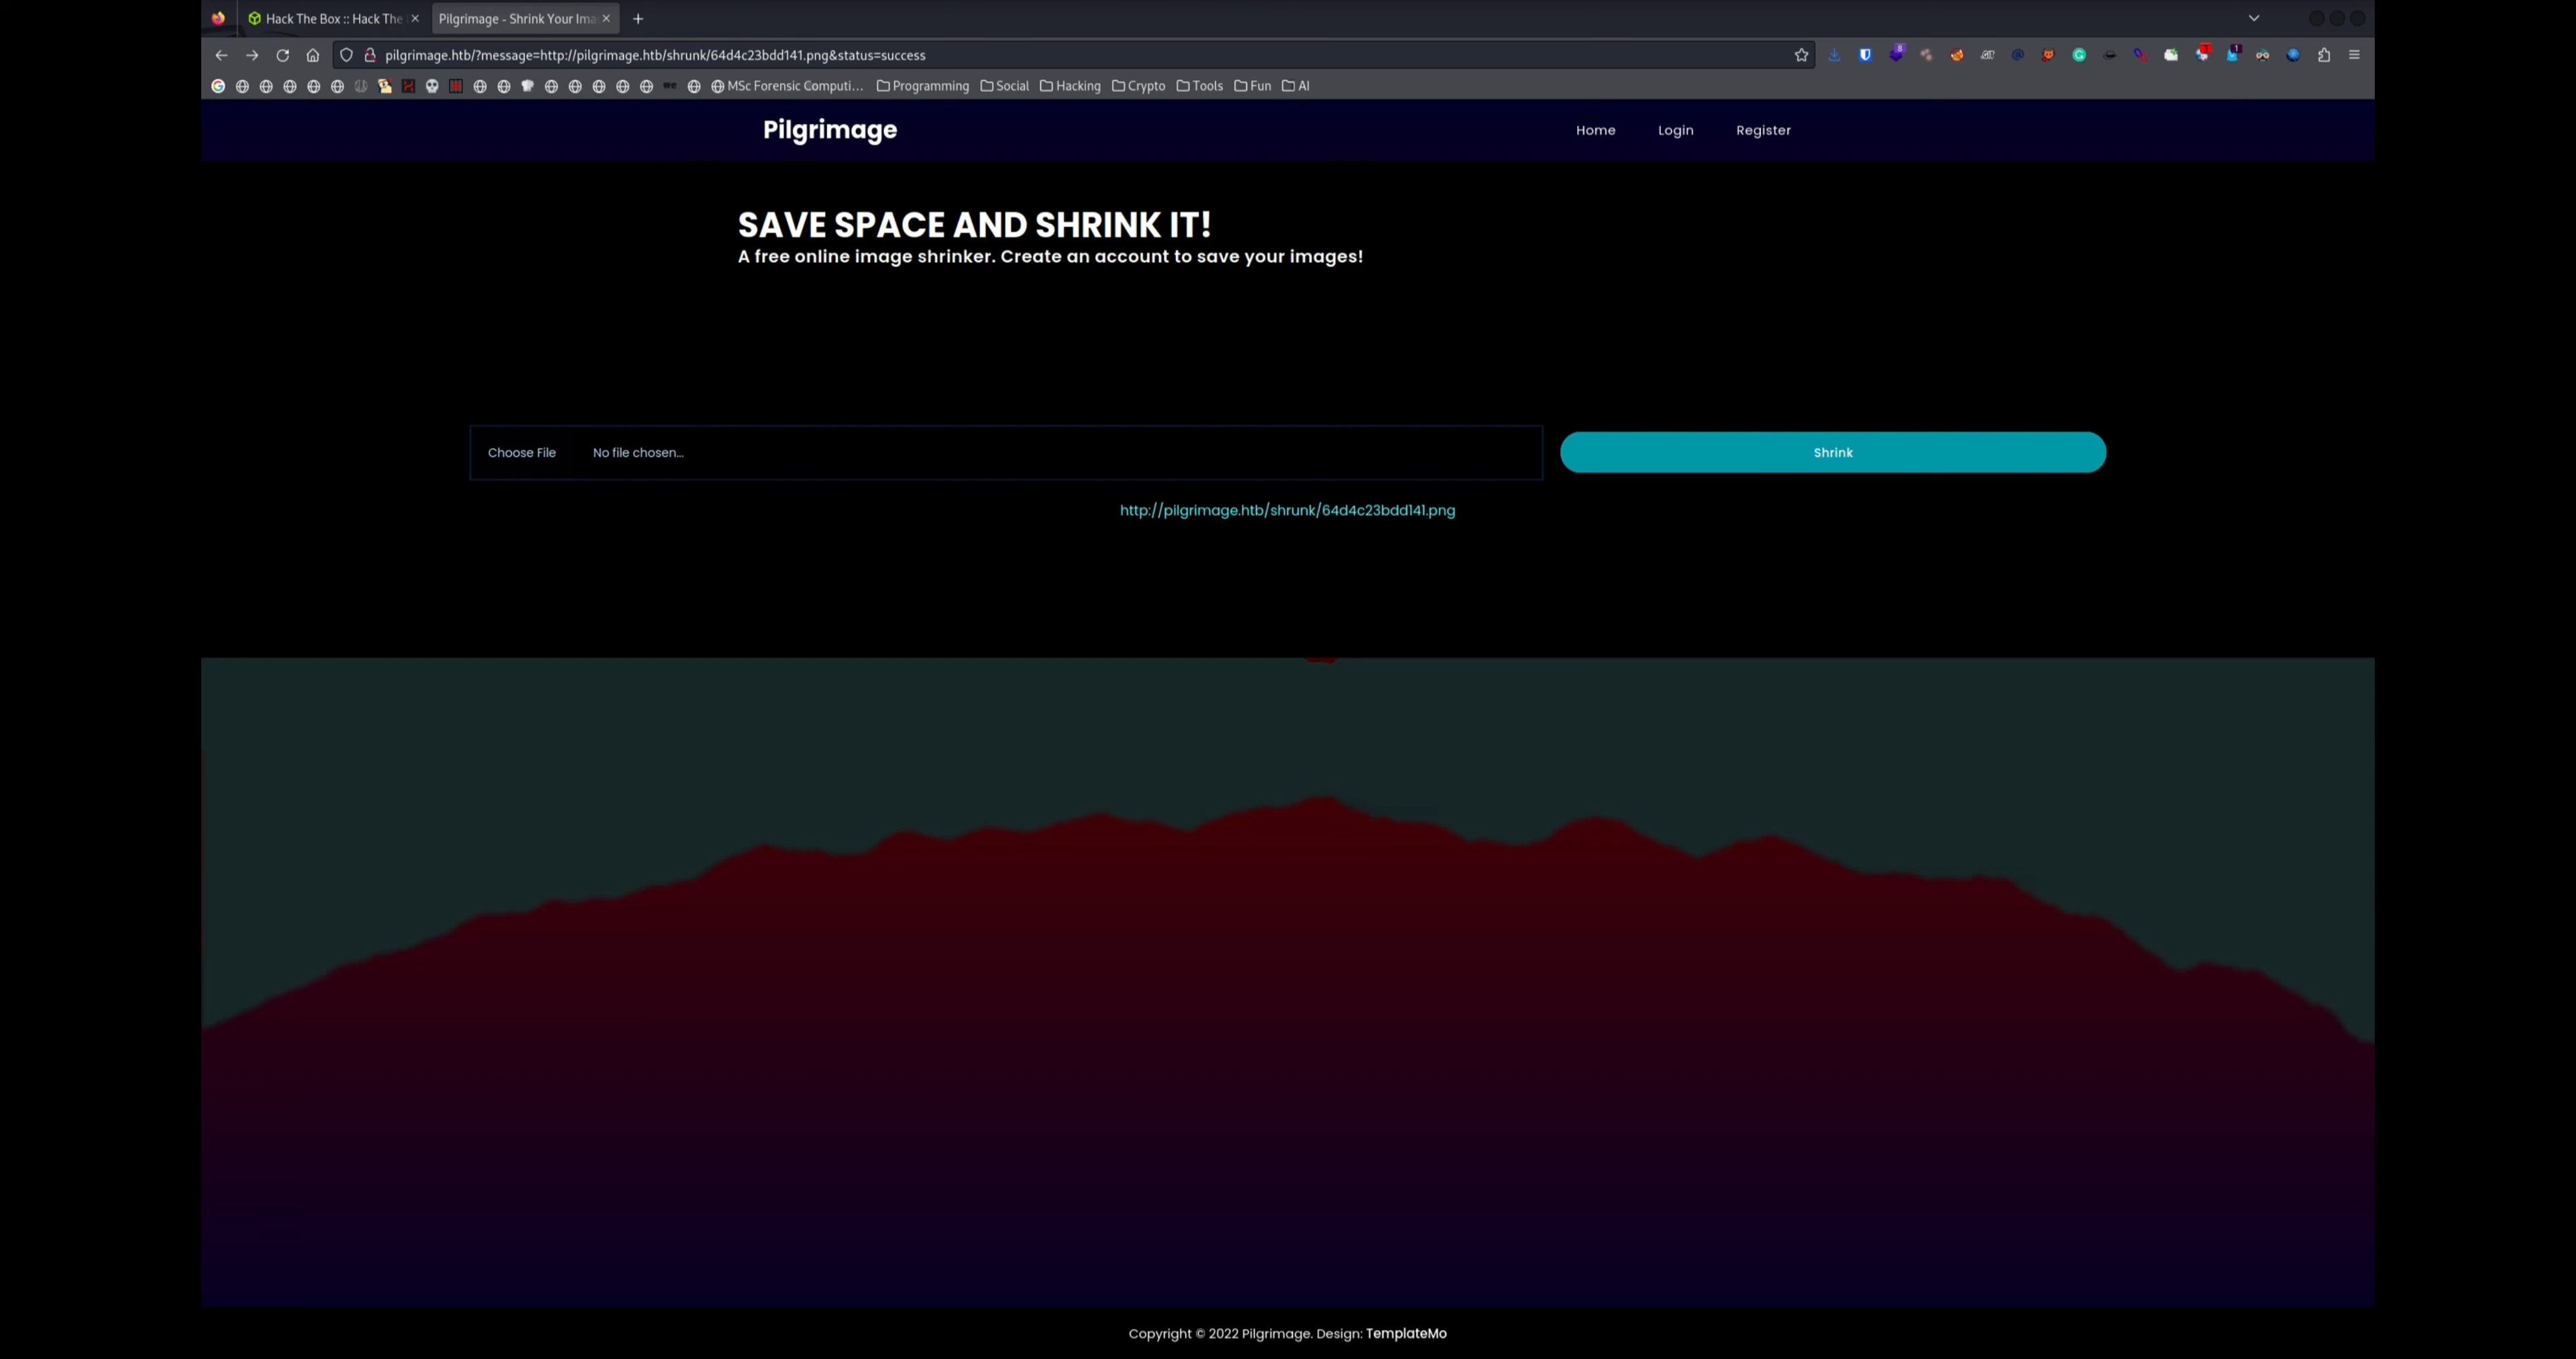 Hack The Box :: Hack The
Pilgrimage - Shrink Your Ima
pilgrimage.htb/?message=http://pilgrimage.htb/shrunk/64d4c23bdd141.png&status=success
8
1
MSc Forensic Computi…
Programming
Social
Hacking
Crypto
Tools
Fun
AI
Pilgrimage
Home
Login
Register
SAVE SPACE AND SHRINK IT!
A free online image shrinker. Create an account to save your images!
Choose File
No file chosen...
Shrink
http://pilgrimage.htb/shrunk/64d4c23bdd141.png
Copyright © 2022 Pilgrimage. Design: TemplateMo